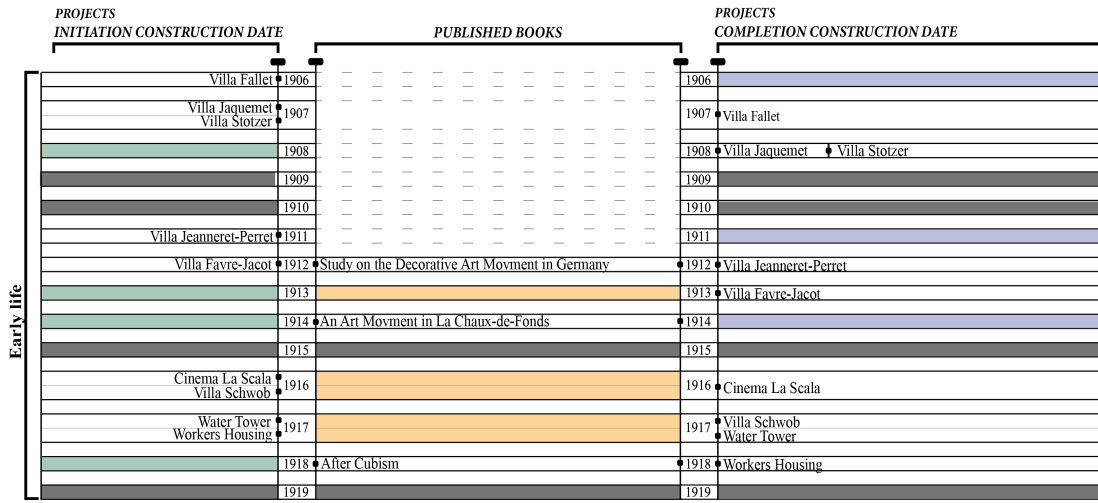 PROJECTS
INITIATION CONSTRUCTION DATE
PUBLISHED BOOKS
PROJECTS
COMPLETION CONSTRUCTION DATE
Early life
Villa Fallet 1906 1906
Villa Jaquemet
Villa Stotzer
1907 1907 Villa Fallet
1908 1908 Villa Jaquemet Villa Stotzer
1909 1909
1910 1910
Villa Jeanneret-Perret 1911 1911
Villa Favre-Jacot 1912 Study on the Decorative Art Movment in Germany 1912 Villa Jeanneret-Perret
1913 1913 Villa Favre-Jacot
1914 An Art Movment in La Chaux-de-Fonds 1914
1915 1915
Cinema La Scala
Villa Schwob
1916 1916 Cinema La Scala
Water Tower
Workers Housing
1917 1917
Villa Schwob
Water Tower
1918 After Cubism 1918 Workers Housing
1919 1919